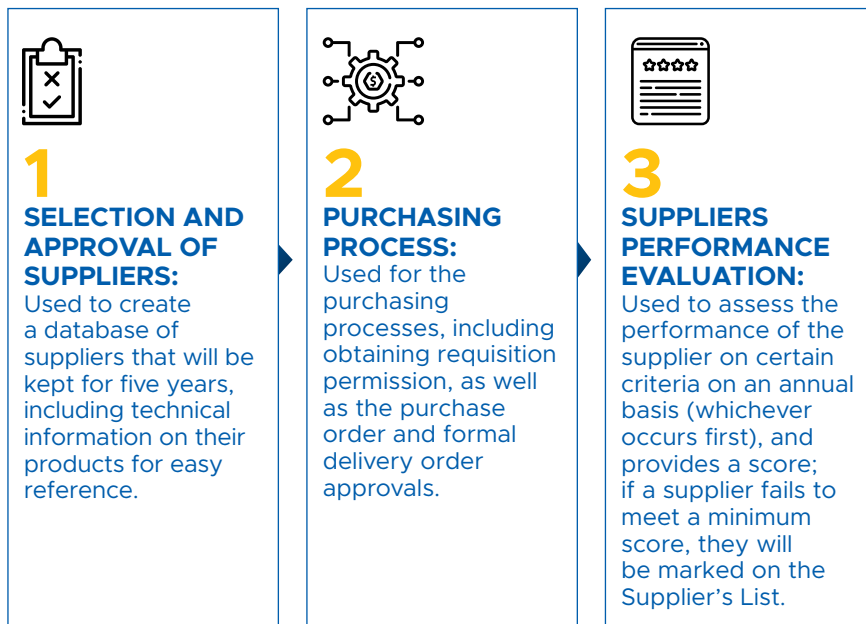 1
SELECTION AND
APPROVAL OF
SUPPLIERS:
Used to create
a database of
suppliers that will be
kept for five years,
including technical
information on their
products for easy
reference.
2
PURCHASING
PROCESS:
Used for the
purchasing
processes, including
obtaining requisition
permission, as well
as the purchase
order and formal
delivery order
approvals.
3
SUPPLIERS
PERFORMANCE
EVALUATION:
Used to assess the
performance of the
supplier on certain
criteria on an annual
basis (whichever
occurs first), and
provides a score;
if a supplier fails to
meet a minimum
score, they will
be marked on the
Supplier’s List.